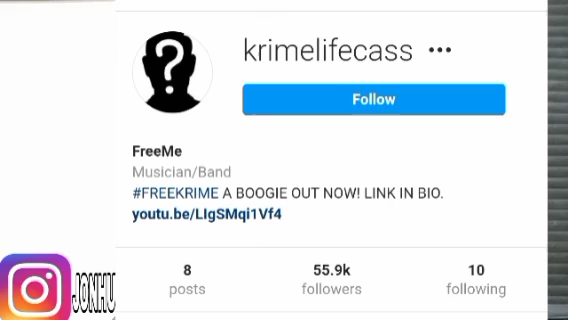 krimelifecass
Follow
FreeMe
Musician/Band
#FREEKRIME A BOOGIE OUT NOW! LINK IN BIO.
youtu.be/LIgSMqi1Vf4
8 55.9k 10
posts followers following
JONHU